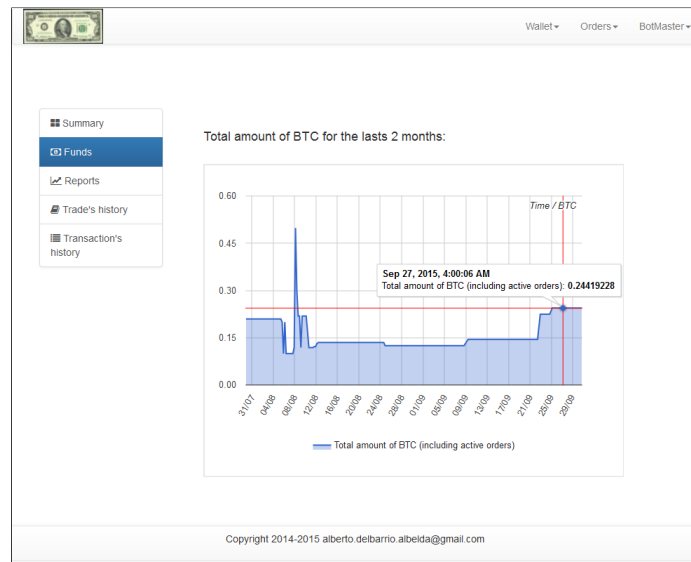 Wallet Orders BotMaster
Summary
Funds
Reports
Trade's history
Transaction's
history
Total amount of BTC for the lasts 2 months:
0.60
Time / BTC
0.45
Sep 27, 2015, 4:00:06 AM
Total amount of BTC (including active orders): 0.24419228
0.30
0.15
0.00
31/07 04/08 08/08 12/08 16/08 20/08 24/08 28/08 01/09 05/09 09/09 13/09 17/09 21/09 25/09 29/09
Total amount of BTC (including active orders)
Copyright 2014-2015 alberto.delbarrio.albelda@gmail.com